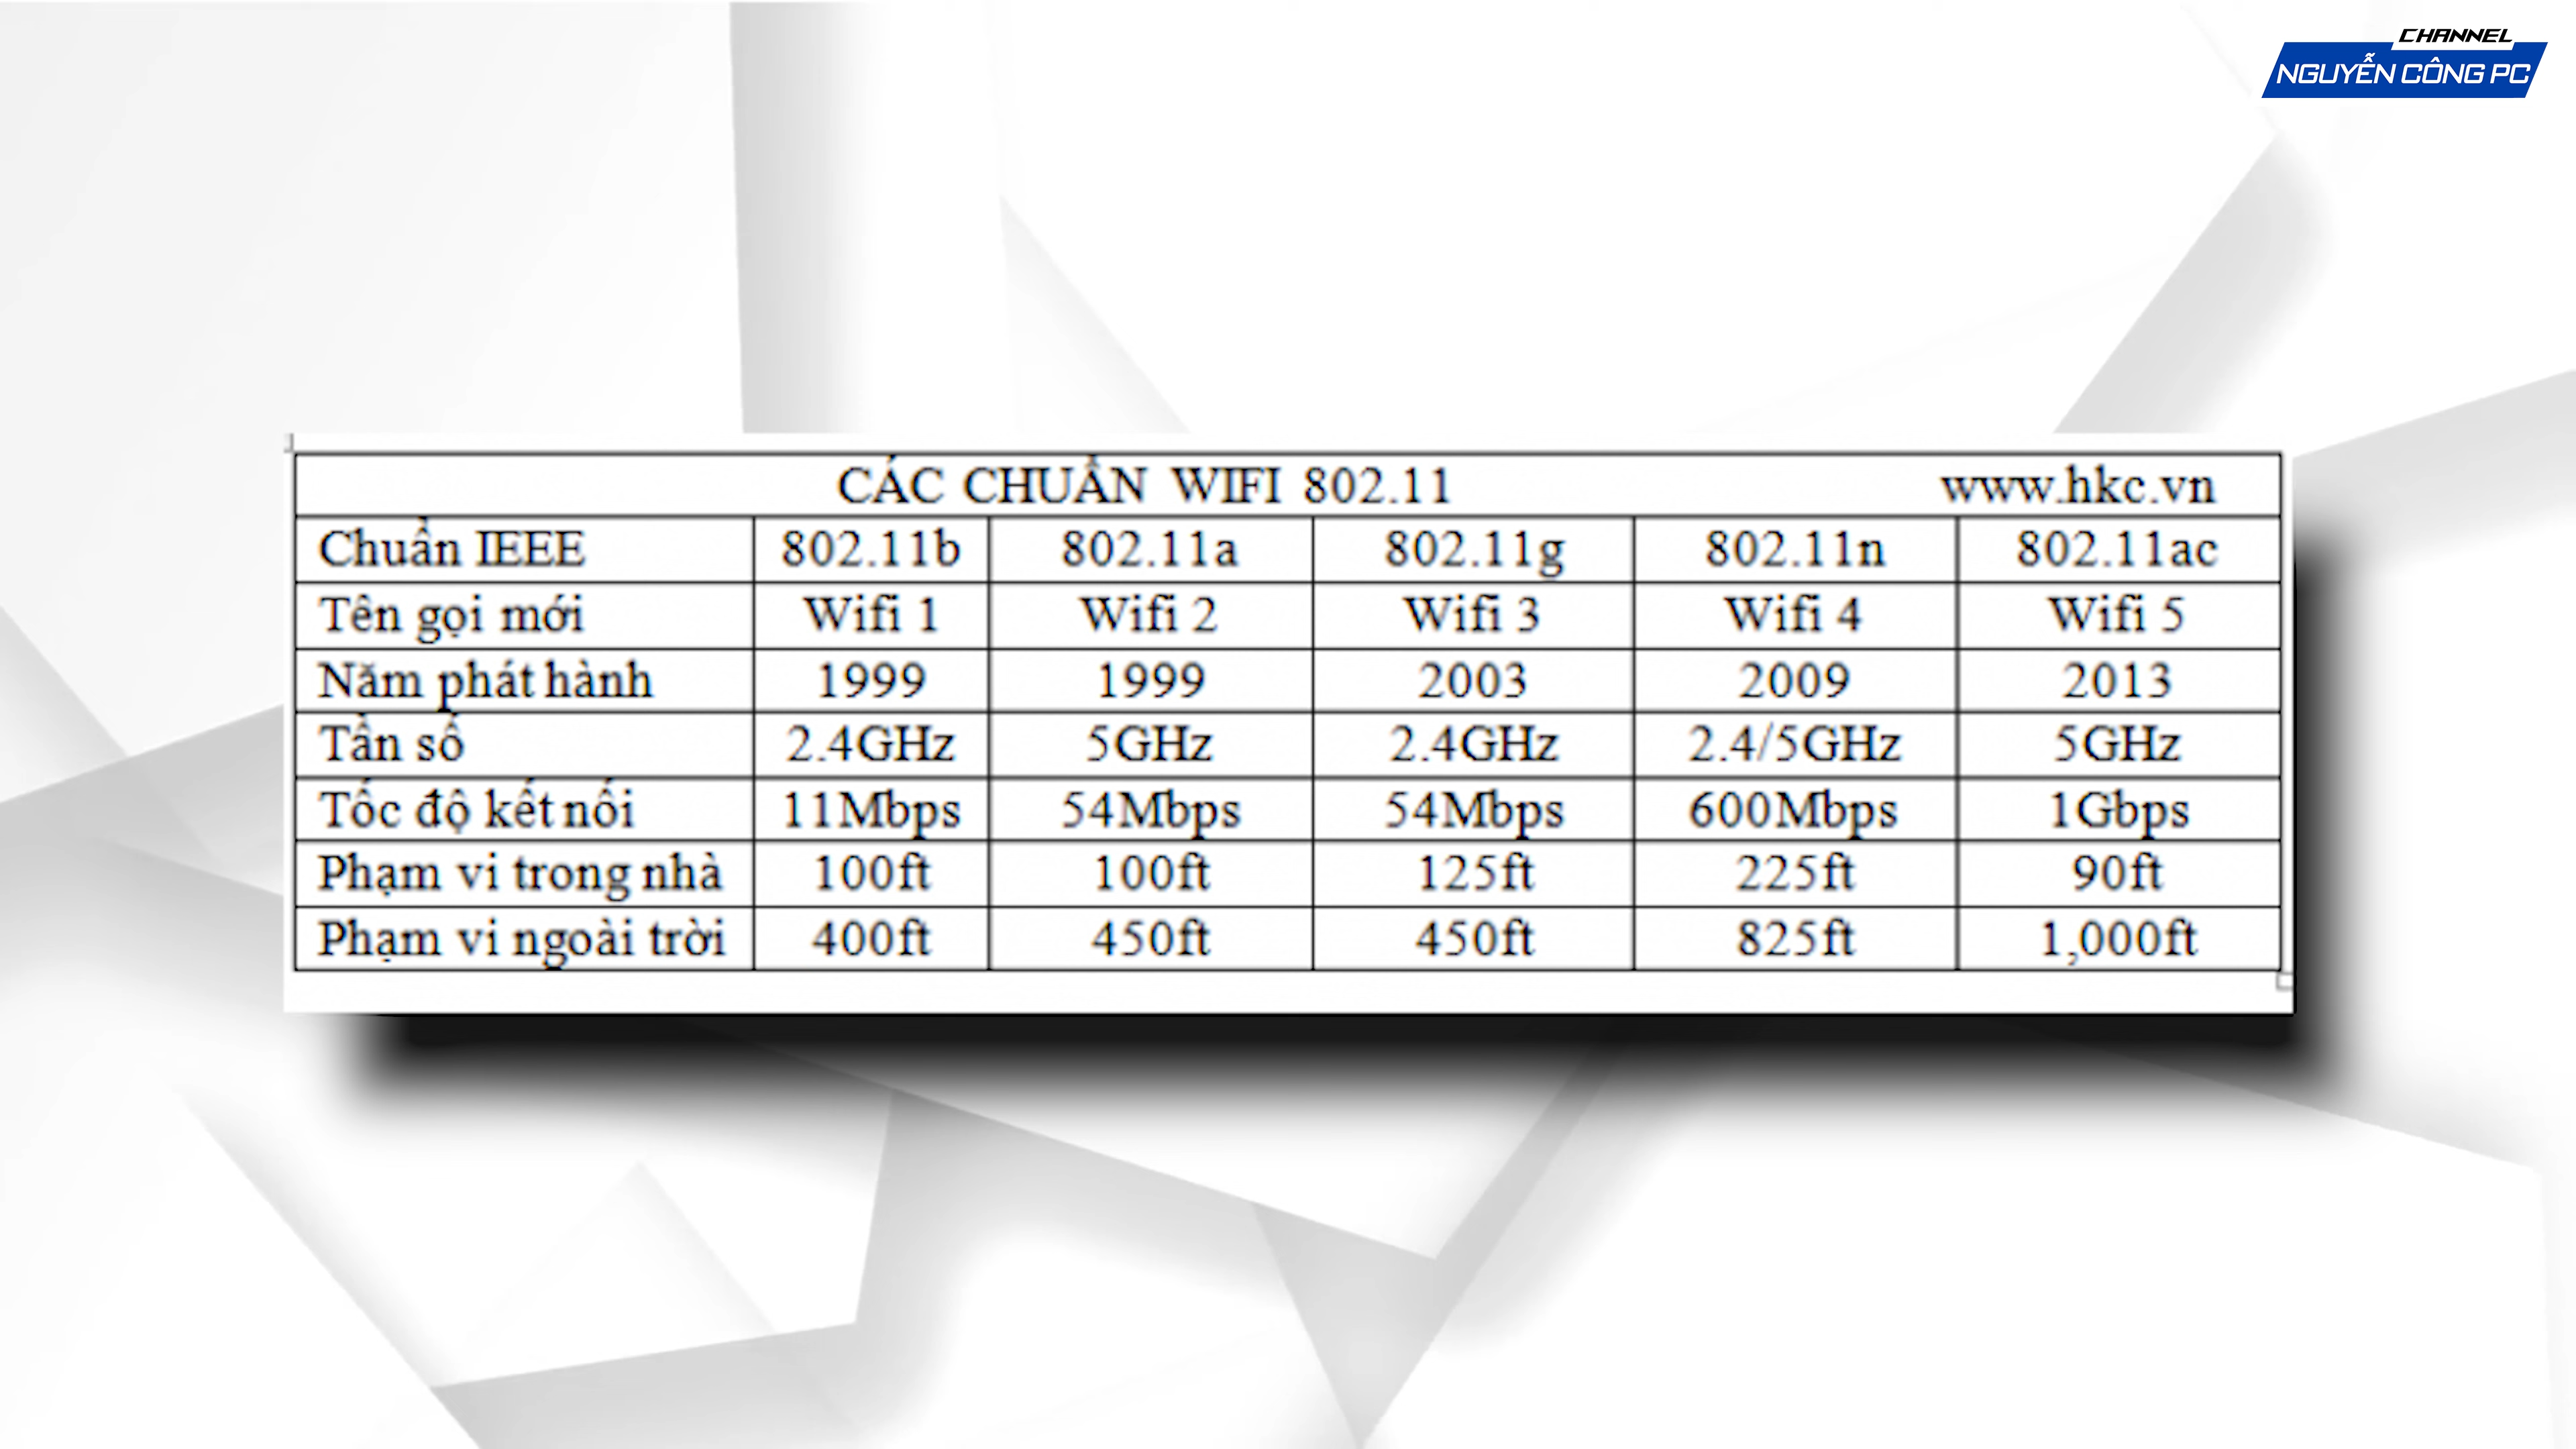 CHANNEL
NGUYỄN CÔNG PC
CÁC CHUẨN WIFI 802.11 www.hkc.vn
Chuẩn IEEE 802.11b 802.11a 802.11g 802.11n 802.11ac
Tên gọi mới Wifi 1 Wifi 2 Wifi 3 Wifi 4 Wifi 5
Năm phát hành 1999 1999 2003 2009 2013
Tần số 2.4GHz 5GHz 2.4GHz 2.4/5GHz 5GHz
Tốc độ kết nối 11Mbps 54Mbps 54Mbps 600Mbps 1Gbps
Phạm vi trong nhà 100ft 100ft 125ft 225ft 90ft
Phạm vi ngoài trời 400ft 450ft 450ft 825ft 1,000ft